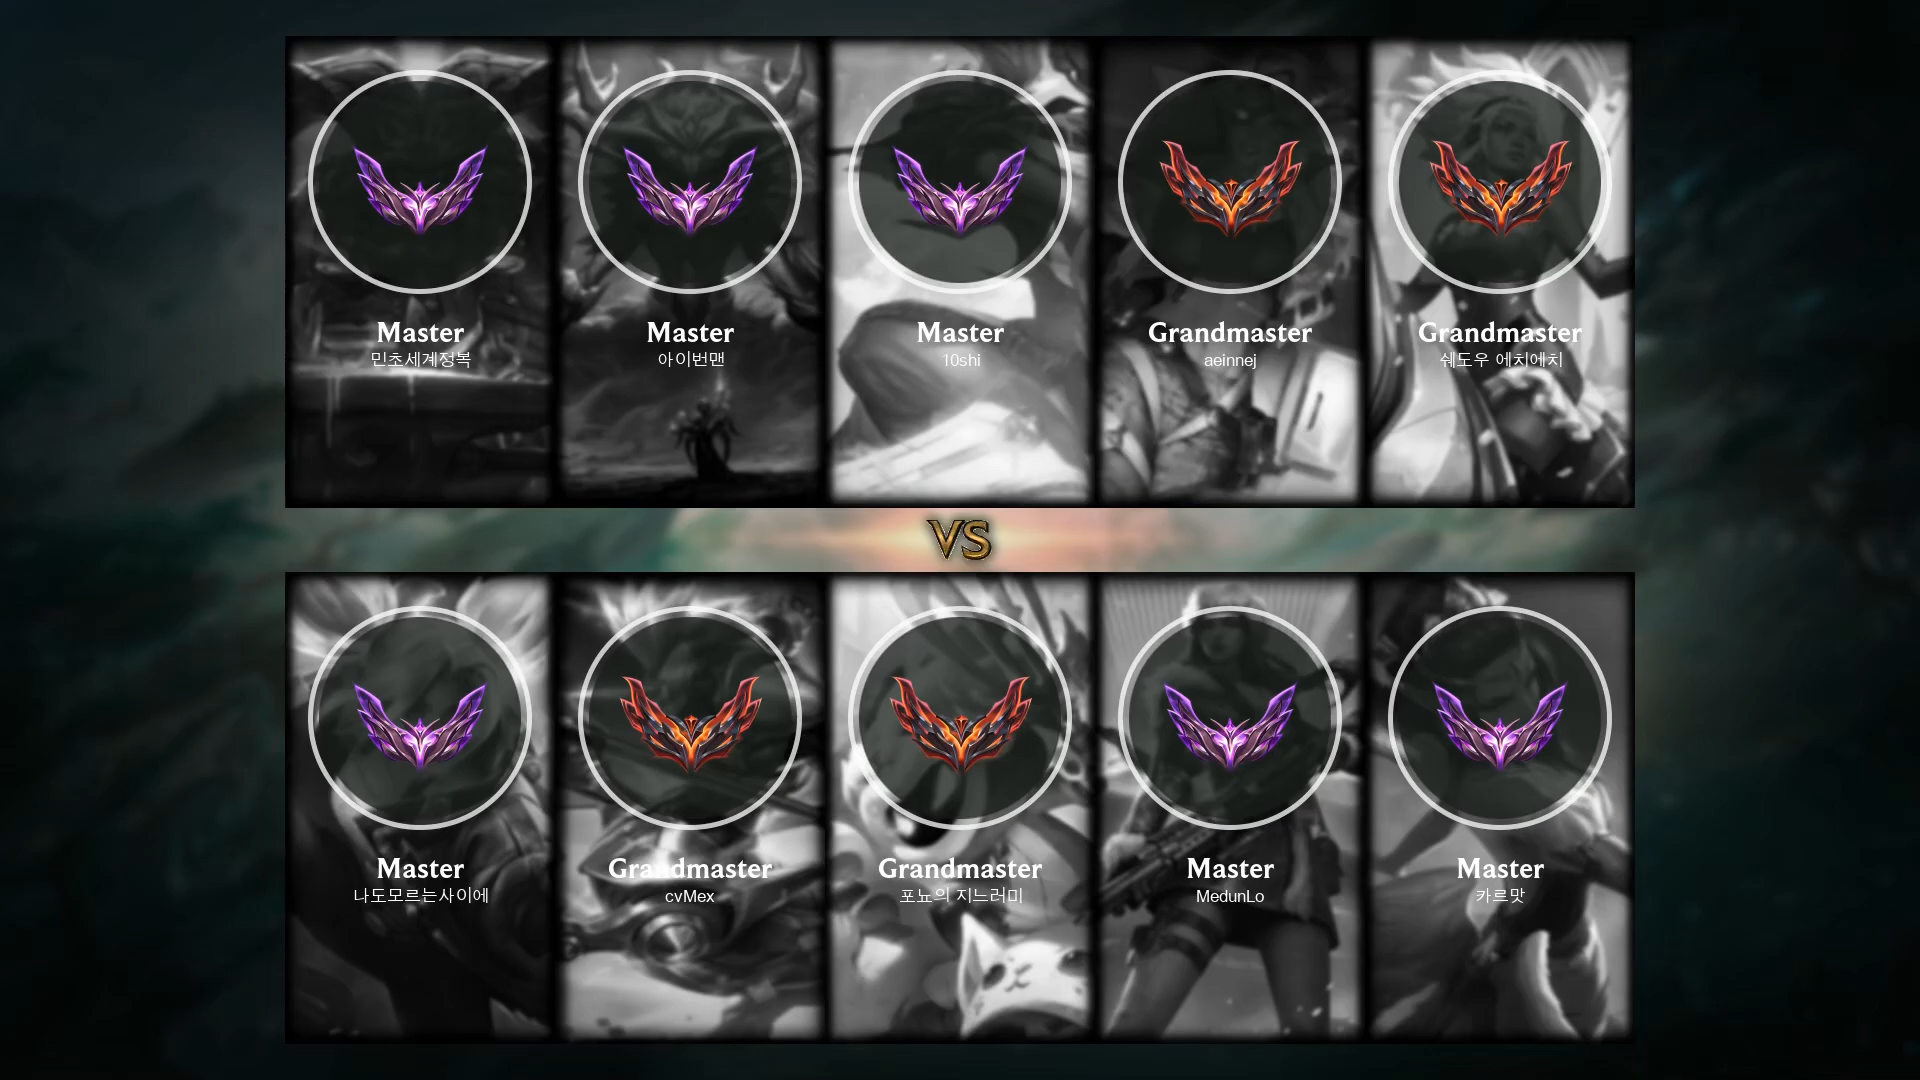 Master
민초세계정복
Master
아이번맨
Master
10shi
Grandmaster
aeinnej
Grandmaster
쉐도우 에치에치
VS
Master
나도모르는사이에
Grandmaster
cvMex
Grandmaster
포뇨의 지느러미
Master
MedunLo
Master
카르맛